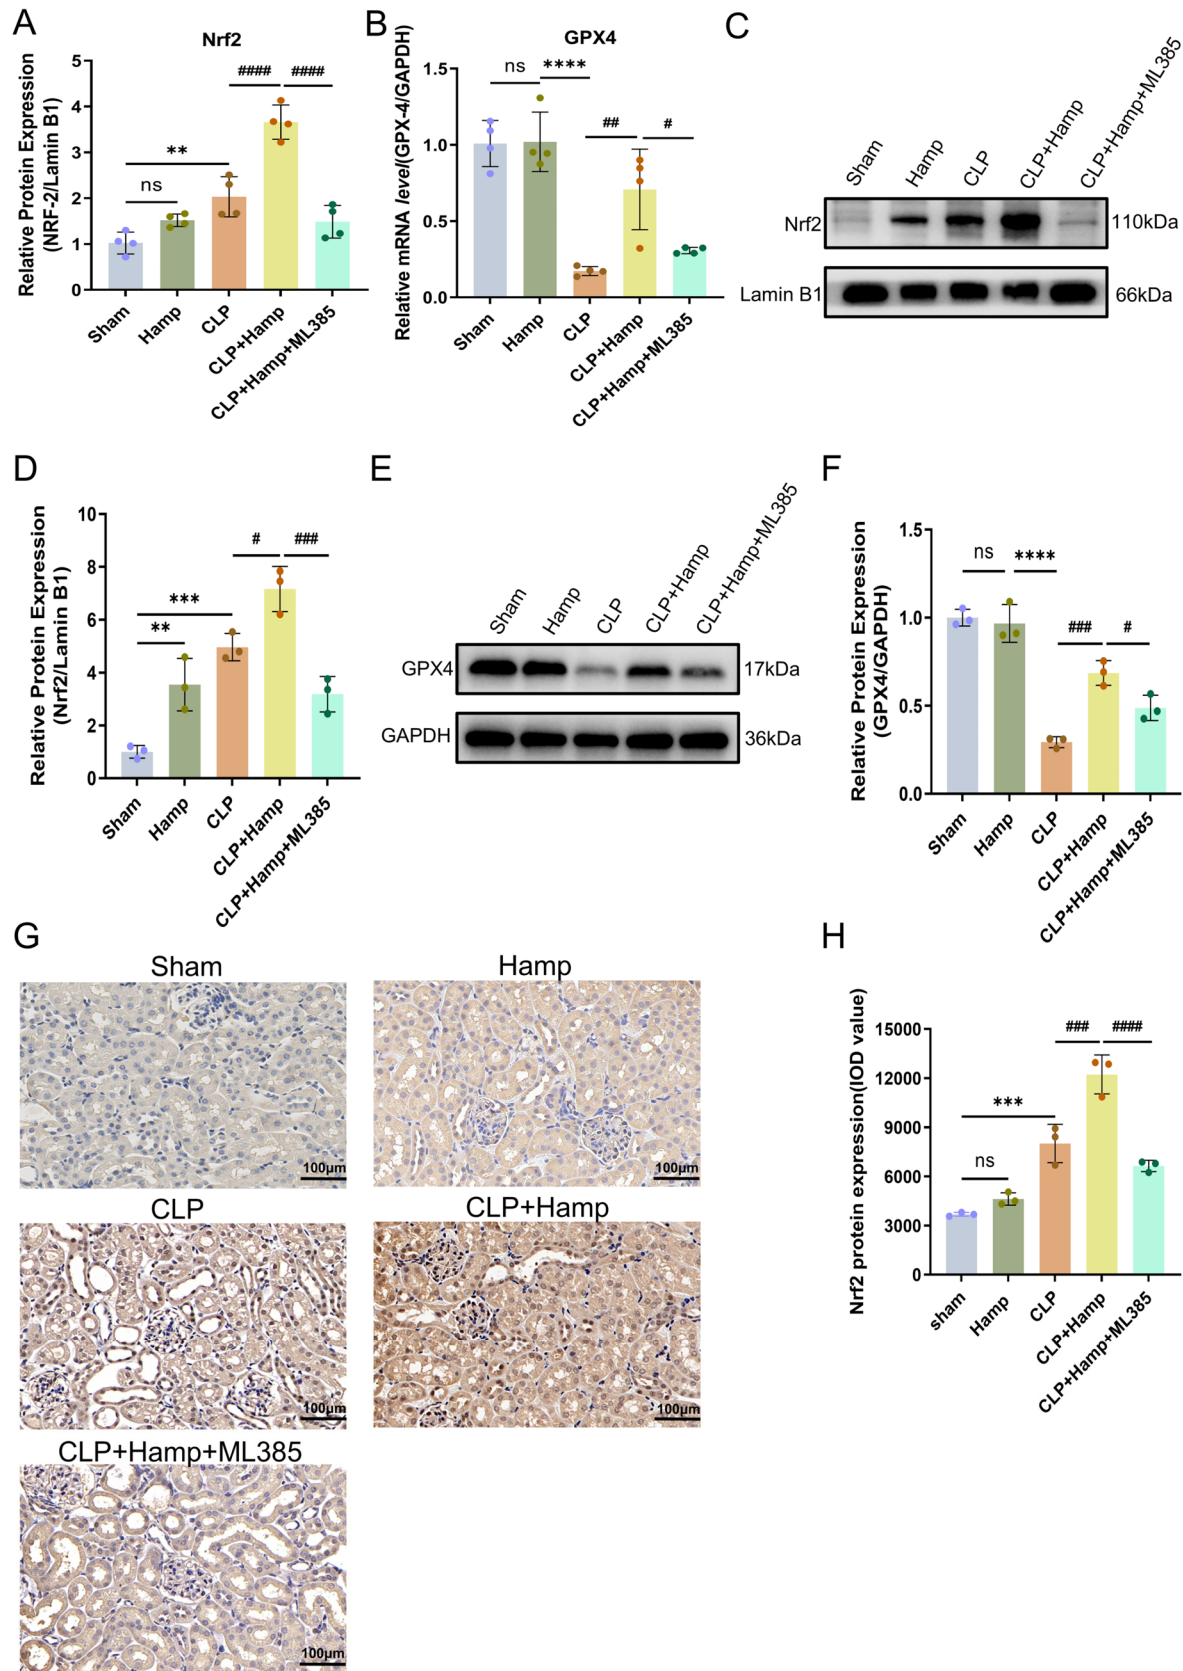 A
Nrf2
Relative Protein Expression
(NRF-2/Lamin B1)
5
4
3
2
1
0
ns
**
####
####
Sham
Hamp
CLP
CLP+Hamp
CLP+Hamp+ML385
B
GPX4
Relative mRNA level/(GPX-4/GAPDH)
1.5
1.0
0.5
0.0
ns
****
##
#
Sham
Hamp
CLP
CLP+Hamp
CLP+Hamp+ML385
C
Sham
Hamp
CLP
CLP+Hamp
CLP+Hamp+ML385
Nrf2
110kDa
Lamin B1
66kDa
D
Relative Protein Expression
(Nrf2/Lamin B1)
10
8
6
4
2
0
**
***
#
###
Sham
Hamp
CLP
CLP+Hamp
CLP+Hamp+ML385
E
Sham
Hamp
CLP
CLP+Hamp
CLP+Hamp+ML385
GPX4
17kDa
GAPDH
36kDa
F
Relative Protein Expression
(GPX4/GAPDH)
1.5
1.0
0.5
0.0
ns
****
###
#
Sham
Hamp
CLP
CLP+Hamp
CLP+Hamp+ML385
G
Sham
100μm
Hamp
100μm
CLP
100μm
CLP+Hamp
100μm
CLP+Hamp+ML385
100μm
H
Nrf2 protein expression(IOD value)
15000
12000
9000
6000
3000
0
ns
***
###
####
sham
Hamp
CLP
CLP+Hamp
CLP+Hamp+ML385